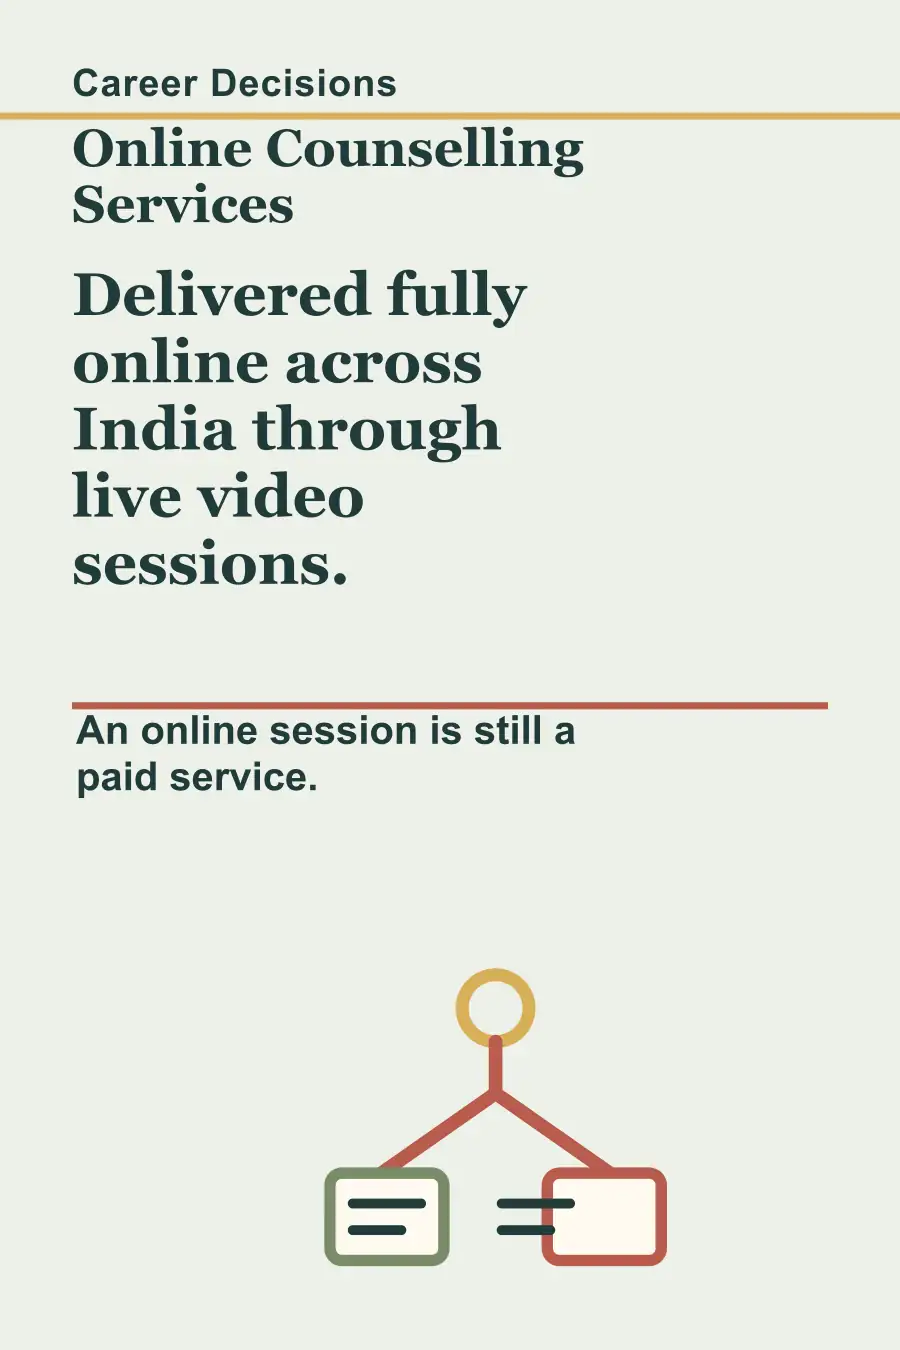 Career Decisions
Online Counselling
Services
Delivered fully
online across
India through
live video
sessions.
An online session is still a
paid service.